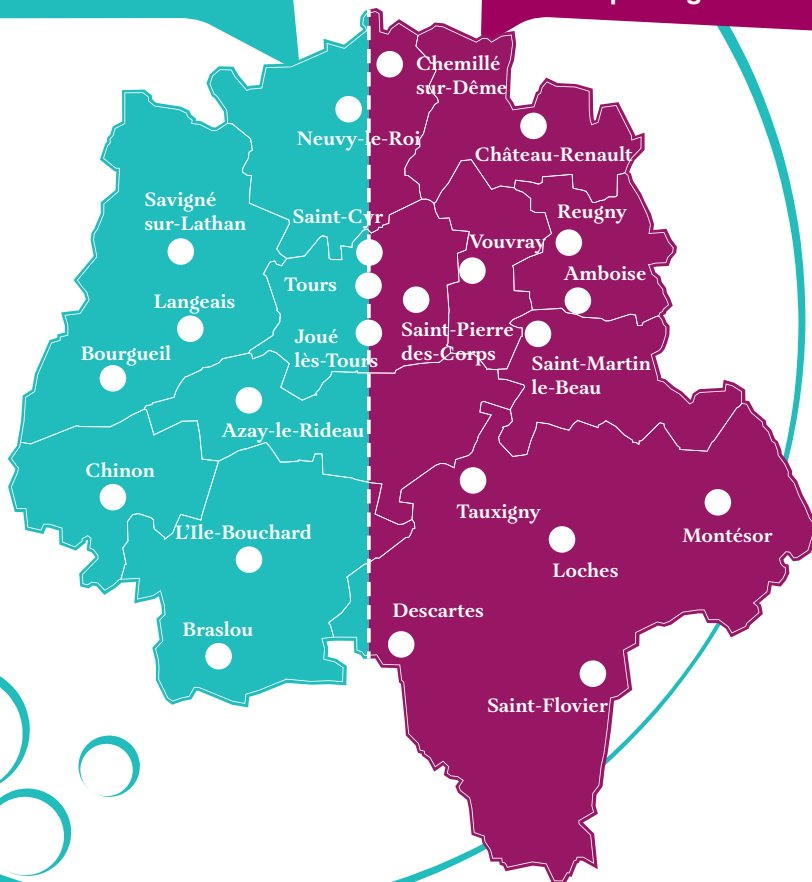 Chemillé
sur-Dême
Neuvy-le-Roi
Château-Renault
Savigné
sur-Lathan
Saint-Cyr
Reugny
Vouvray
Amboise
Tours
Langeais
Saint-Pierre
des-Corps
Joué
lès-Tours
Bourgueil
Saint-Martin
le-Beau
Azay-le-Rideau
Chinon
Tauxigny
L'Ile-Bouchard
Montésor
Loches
Descartes
Braslou
Saint-Flovier